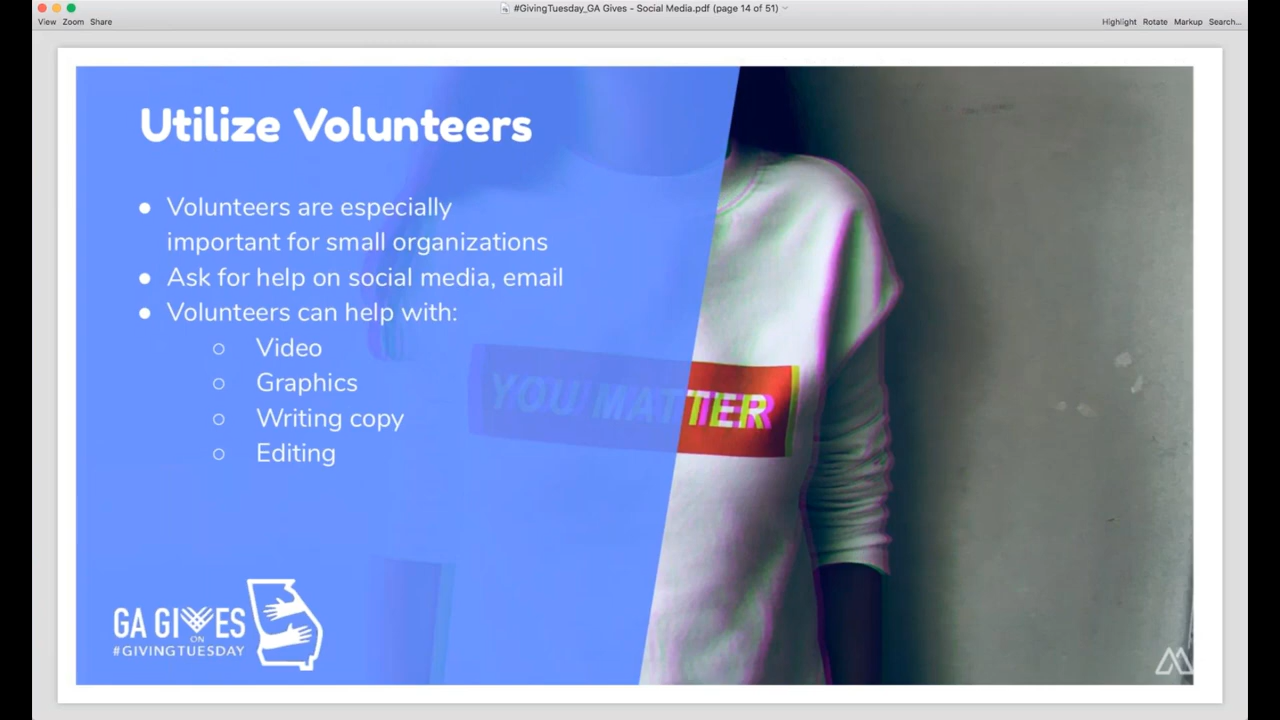 #GivingTuesday_GA Gives - Social Media.pdf (page 14 of 51)
View Zoom Share
Highlight Rotate Markup Search...
Utilize Volunteers
● Volunteers are especially
important for small organizations
● Ask for help on social media, email
● Volunteers can help with:
○ Video
○ Graphics
○ Writing copy
○ Editing
YOU MATTER
GA GIVES
ON
#GIVINGTUESDAY